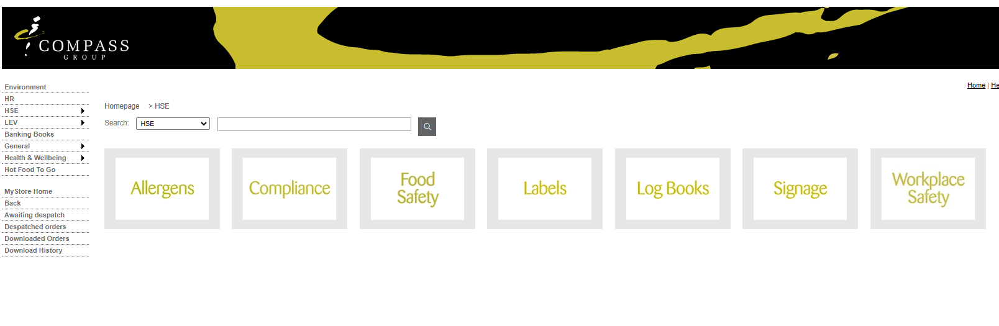 COMPASS
GROUP
Home | He
Environment
HR
HSE
LEV
Banking Books
General
Health & Wellbeing
Hot Food To Go
MyStore Home
Back
Awaiting despatch
Despatched orders
Downloaded Orders
Download History
Homepage > HSE
Search: HSE
Allergens
Compliance
Food
Safety
Labels
Log Books
Signage
Workplace
Safety